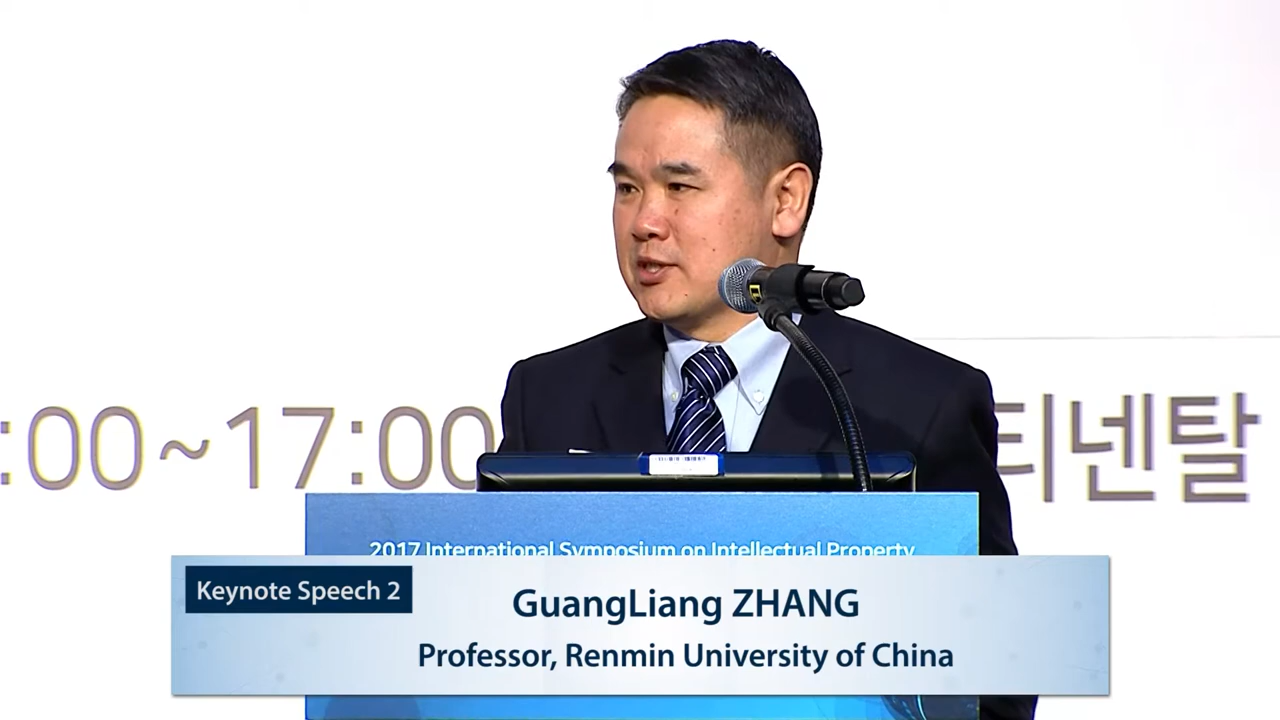 :00~17:00
티넨탈
2017 International Symposium on Intellectual Property
Keynote Speech 2
GuangLiang ZHANG
Professor, Renmin University of China